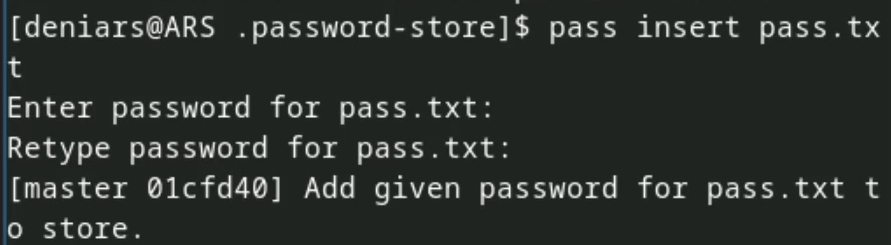 [deniars@ARS .password-store]$ pass insert pass.tx
t
Enter password for pass.txt:
Retype password for pass.txt:
[master 01cfd40] Add given password for pass.txt t
o store.